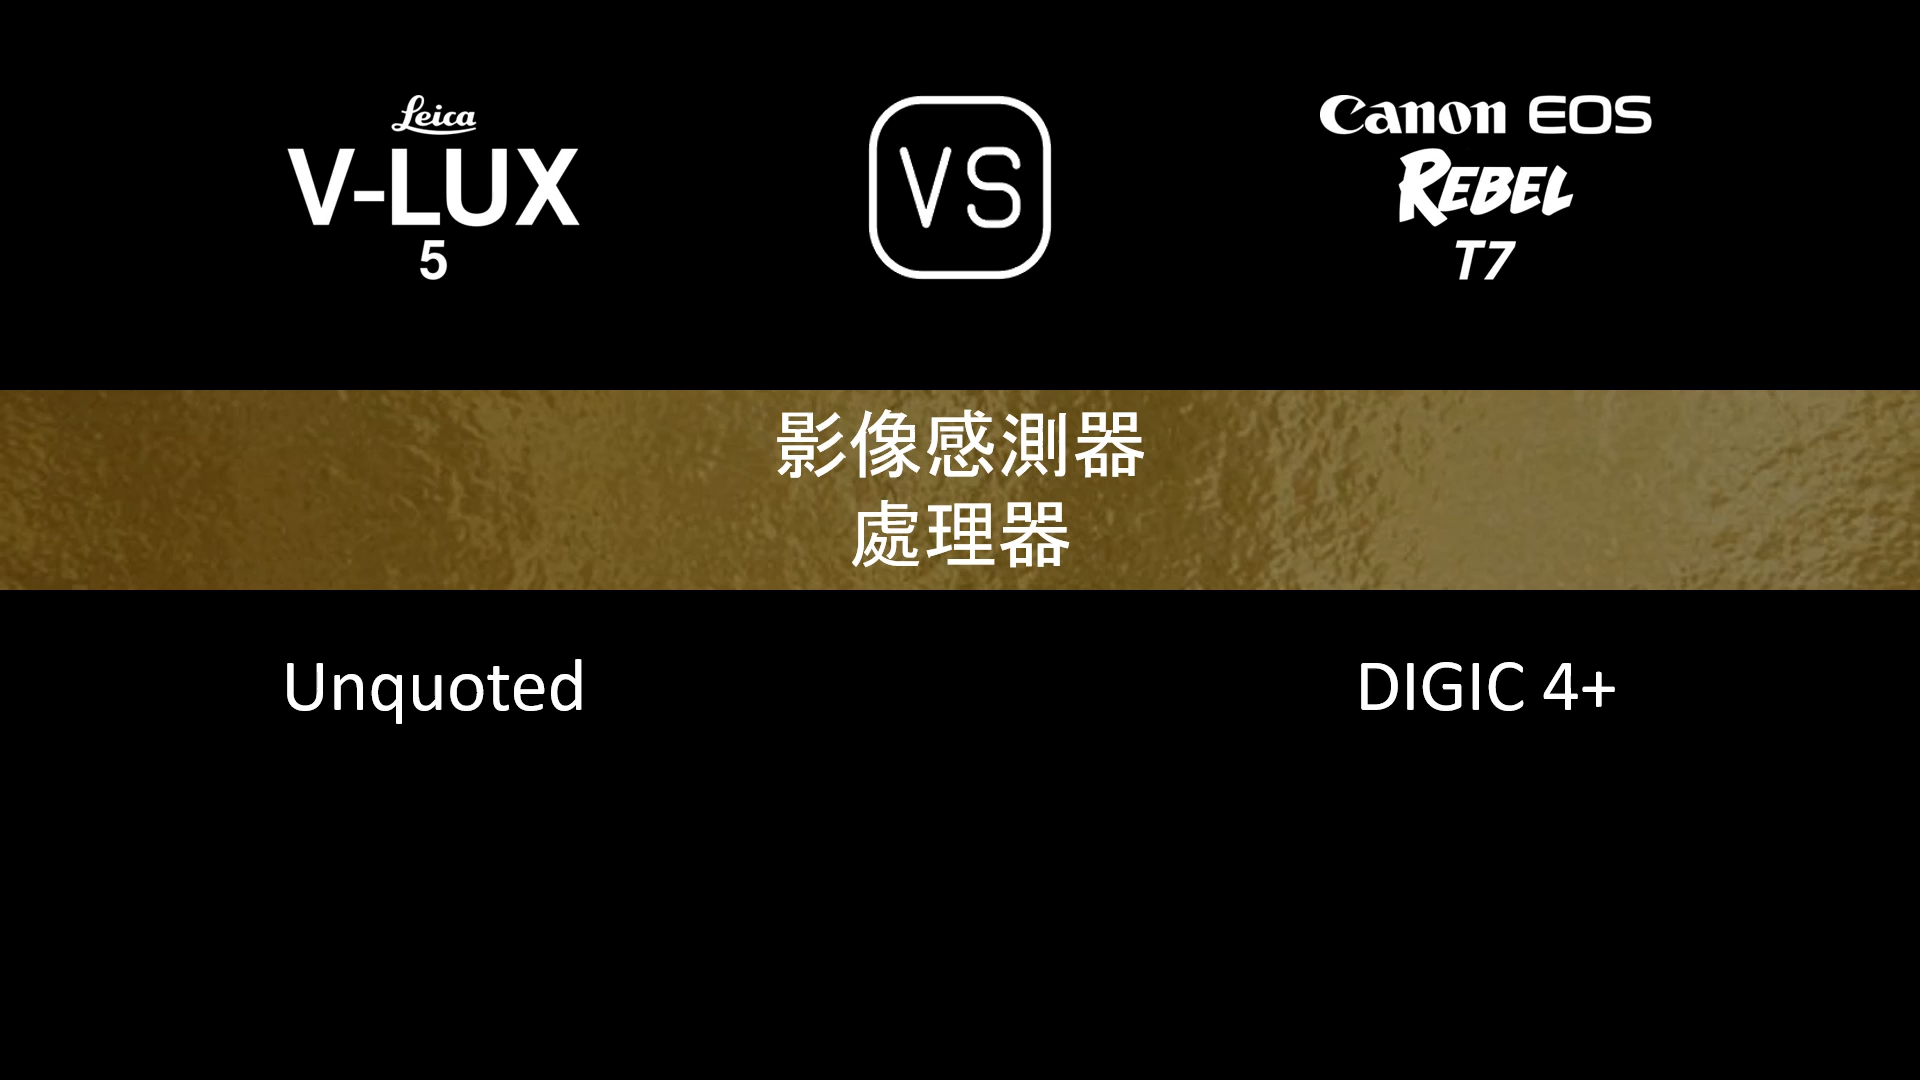 Leica
V-LUX
5
VS
Canon EOS
REBEL
T7
影像感測器
處理器
Unquoted
DIGIC 4+